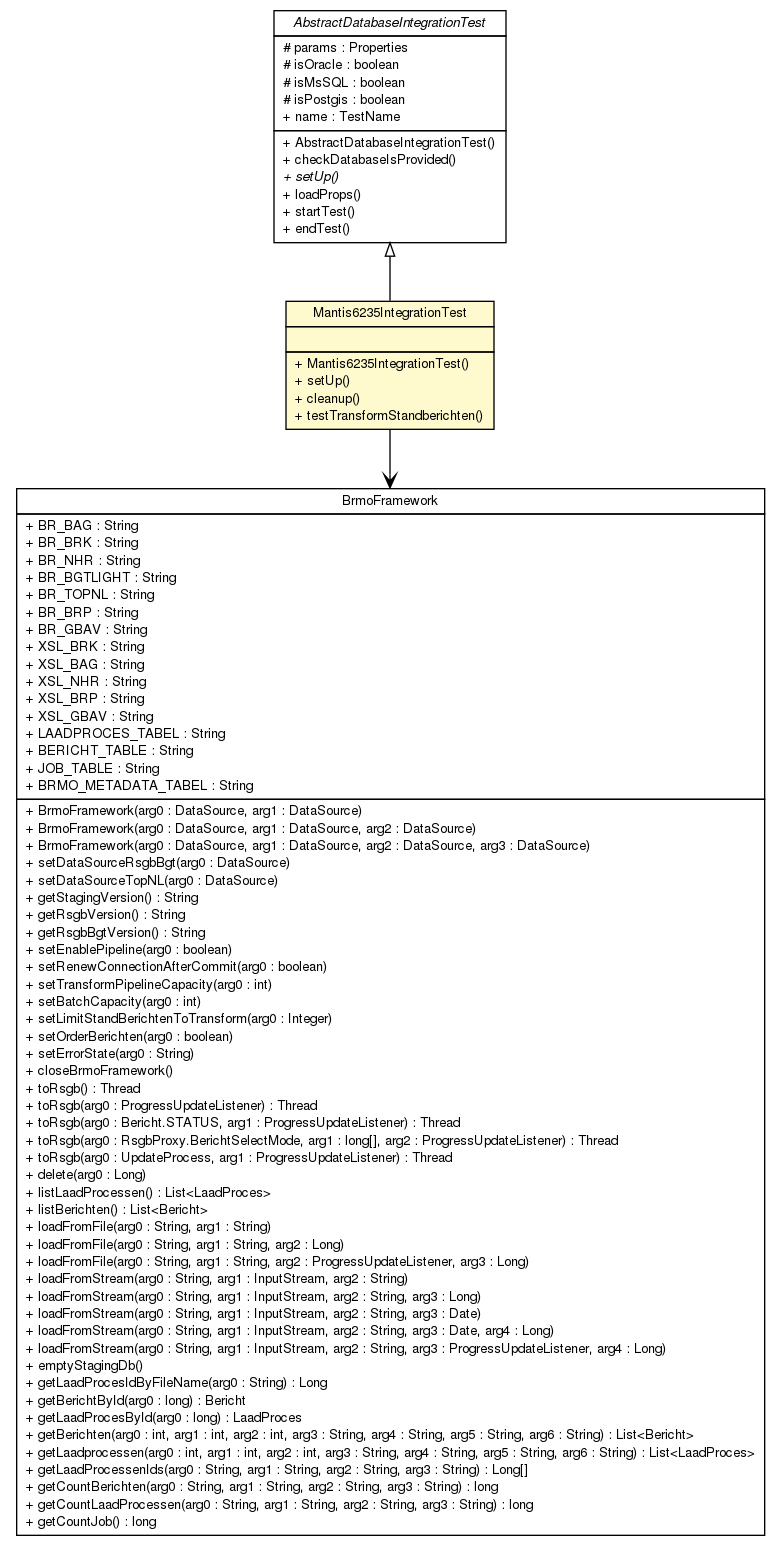 AbstractDatabaseIntegrationTest
# params : Properties
# isOracle : boolean
# isMsSQL : boolean
# isPostgis : boolean
+ name : TestName
+ AbstractDatabaseIntegrationTest()
+ checkDatabaseIsProvided()
+ setUp()
+ loadProps()
+ startTest()
+ endTest()
Mantis6235IntegrationTest
+ Mantis6235IntegrationTest()
+ setUp()
+ cleanup()
+ testTransformStandberichten()
BrmoFramework
+ BR_BAG : String
+ BR_BRK : String
+ BR_NHR : String
+ BR_BGTLIGHT : String
+ BR_TOPNL : String
+ BR_BRP : String
+ BR_GBAV : String
+ XSL_BRK : String
+ XSL_BAG : String
+ XSL_NHR : String
+ XSL_BRP : String
+ XSL_GBAV : String
+ LAADPROCES_TABEL : String
+ BERICHT_TABLE : String
+ JOB_TABLE : String
+ BRMO_METADATA_TABEL : String
+ BrmoFramework(arg0 : DataSource, arg1 : DataSource)
+ BrmoFramework(arg0 : DataSource, arg1 : DataSource, arg2 : DataSource)
+ BrmoFramework(arg0 : DataSource, arg1 : DataSource, arg2 : DataSource, arg3 : DataSource)
+ setDataSourceRsgbBgt(arg0 : DataSource)
+ setDataSourceTopNL(arg0 : DataSource)
+ getStagingVersion() : String
+ getRsgbVersion() : String
+ getRsgbBgtVersion() : String
+ setEnablePipeline(arg0 : boolean)
+ setRenewConnectionAfterCommit(arg0 : boolean)
+ setTransformPipelineCapacity(arg0 : int)
+ setBatchCapacity(arg0 : int)
+ setLimitStandBerichtenToTransform(arg0 : Integer)
+ setOrderBerichten(arg0 : boolean)
+ setErrorState(arg0 : String)
+ closeBrmoFramework()
+ toRsgb() : Thread
+ toRsgb(arg0 : ProgressUpdateListener) : Thread
+ toRsgb(arg0 : Bericht.STATUS, arg1 : ProgressUpdateListener) : Thread
+ toRsgb(arg0 : RsgbProxy.BerichtSelectMode, arg1 : long[], arg2 : ProgressUpdateListener) : Thread
+ toRsgb(arg0 : UpdateProcess, arg1 : ProgressUpdateListener) : Thread
+ delete(arg0 : Long)
+ listLaadProcessen() : List<LaadProces>
+ listBerichten() : List<Bericht>
+ loadFromFile(arg0 : String, arg1 : String)
+ loadFromFile(arg0 : String, arg1 : String, arg2 : Long)
+ loadFromFile(arg0 : String, arg1 : String, arg2 : ProgressUpdateListener, arg3 : Long)
+ loadFromStream(arg0 : String, arg1 : InputStream, arg2 : String)
+ loadFromStream(arg0 : String, arg1 : InputStream, arg2 : String, arg3 : Long)
+ loadFromStream(arg0 : String, arg1 : InputStream, arg2 : String, arg3 : Date)
+ loadFromStream(arg0 : String, arg1 : InputStream, arg2 : String, arg3 : Date, arg4 : Long)
+ loadFromStream(arg0 : String, arg1 : InputStream, arg2 : String, arg3 : ProgressUpdateListener, arg4 : Long)
+ emptyStagingDb()
+ getLaadProcesIdByFileName(arg0 : String) : Long
+ getBerichtById(arg0 : long) : Bericht
+ getLaadProcesById(arg0 : long) : LaadProces
+ getBerichten(arg0 : int, arg1 : int, arg2 : int, arg3 : String, arg4 : String, arg5 : String, arg6 : String) : List<Bericht>
+ getLaadprocessen(arg0 : int, arg1 : int, arg2 : int, arg3 : String, arg4 : String, arg5 : String, arg6 : String) : List<LaadProces>
+ getLaadProcessenIds(arg0 : String, arg1 : String, arg2 : String, arg3 : String) : Long[]
+ getCountBerichten(arg0 : String, arg1 : String, arg2 : String, arg3 : String) : long
+ getCountLaadProcessen(arg0 : String, arg1 : String, arg2 : String, arg3 : String) : long
+ getCountJob() : long